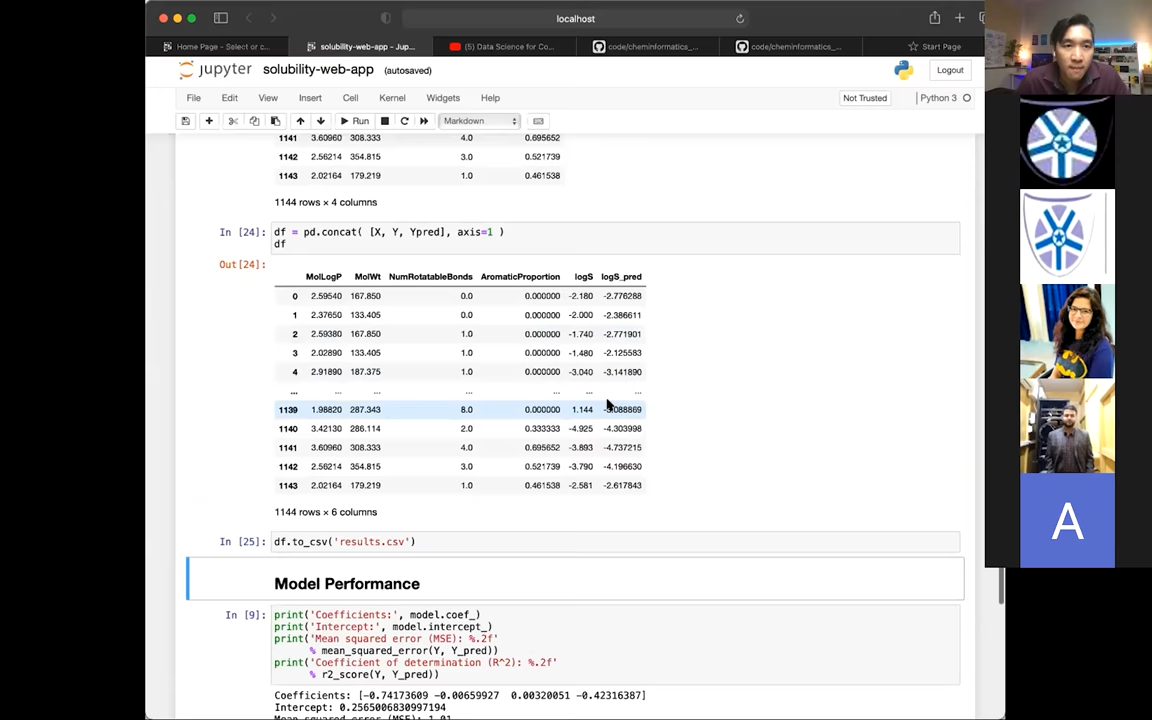 localhost
Home Page - Select or c...
solubility-web-app - Jup...
(5) Data Science for Co...
code/cheminformatics_...
code/cheminformatics_...
Start Page
jupyter solubility-web-app (autosaved)
Logout
File Edit View Insert Cell Kernel Widgets Help
Not Trusted
Python 3
Run
Markdown
1141 3.60960 308.333 4.0 0.695652
1142 2.56214 354.815 3.0 0.521739
1143 2.02164 179.219 1.0 0.461538
1144 rows × 4 columns
In [24]: df = pd.concat( [X, Y, Ypred], axis=1 )
df
Out[24]:
MolLogP MolWt NumRotatableBonds AromaticProportion logS logS_pred
0 2.59540 167.850 0.0 0.000000 -2.180 -2.776288
1 2.37650 133.405 0.0 0.000000 -2.000 -2.386611
2 2.59380 167.850 1.0 0.000000 -1.740 -2.771901
3 2.02890 133.405 1.0 0.000000 -1.480 -2.125583
4 2.91890 187.375 1.0 0.000000 -3.040 -3.141890
... ... ... ... ... ... ...
1139 1.98820 287.343 8.0 0.000000 1.144
1140 3.42130 286.114 2.0 0.333333 -4.925 -4.303998
1141 3.60960 308.333 4.0 0.695652 -3.893 -4.737215
1142 2.56214 354.815 3.0 0.521739 -3.790 -4.196630
1143 2.02164 179.219 1.0 0.461538 -2.581 -2.617843
1144 rows × 6 columns
In [25]: df.to_csv('results.csv')
Model Performance
In [9]: print('Coefficients:', model.coef_)
print('Intercept:', model.intercept_)
print('Mean squared error (MSE): %.2f'
% mean_squared_error(Y, Y_pred))
print('Coefficient of determination (R^2): %.2f'
% r2_score(Y, Y_pred))
Coefficients: [-0.74173609 -0.00659927 0.00320051 -0.42316387]
Intercept: 0.2565006830997194
Mean squared error (MSE): 1.01
A